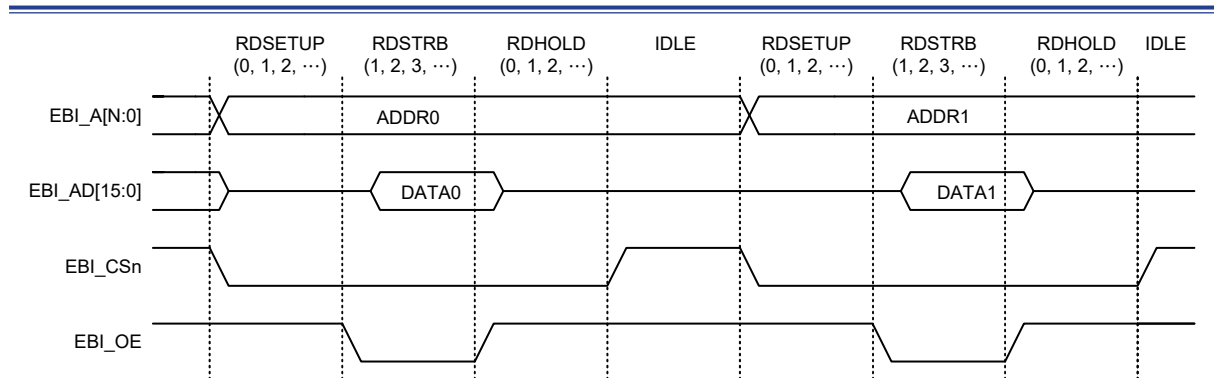 RDSETUP RDSTRB RDHOLD IDLE RDSETUP RDSTRB RDHOLD IDLE
(0, 1, 2, ⋯) (1, 2, 3, ⋯) (0, 1, 2, ⋯) (0, 1, 2, ⋯) (1, 2, 3, ⋯) (0, 1, 2, ⋯)
EBI_A[N:0] ADDR0 ADDR1
EBI_AD[15:0] DATA0 DATA1
EBI_CSn
EBI_OE